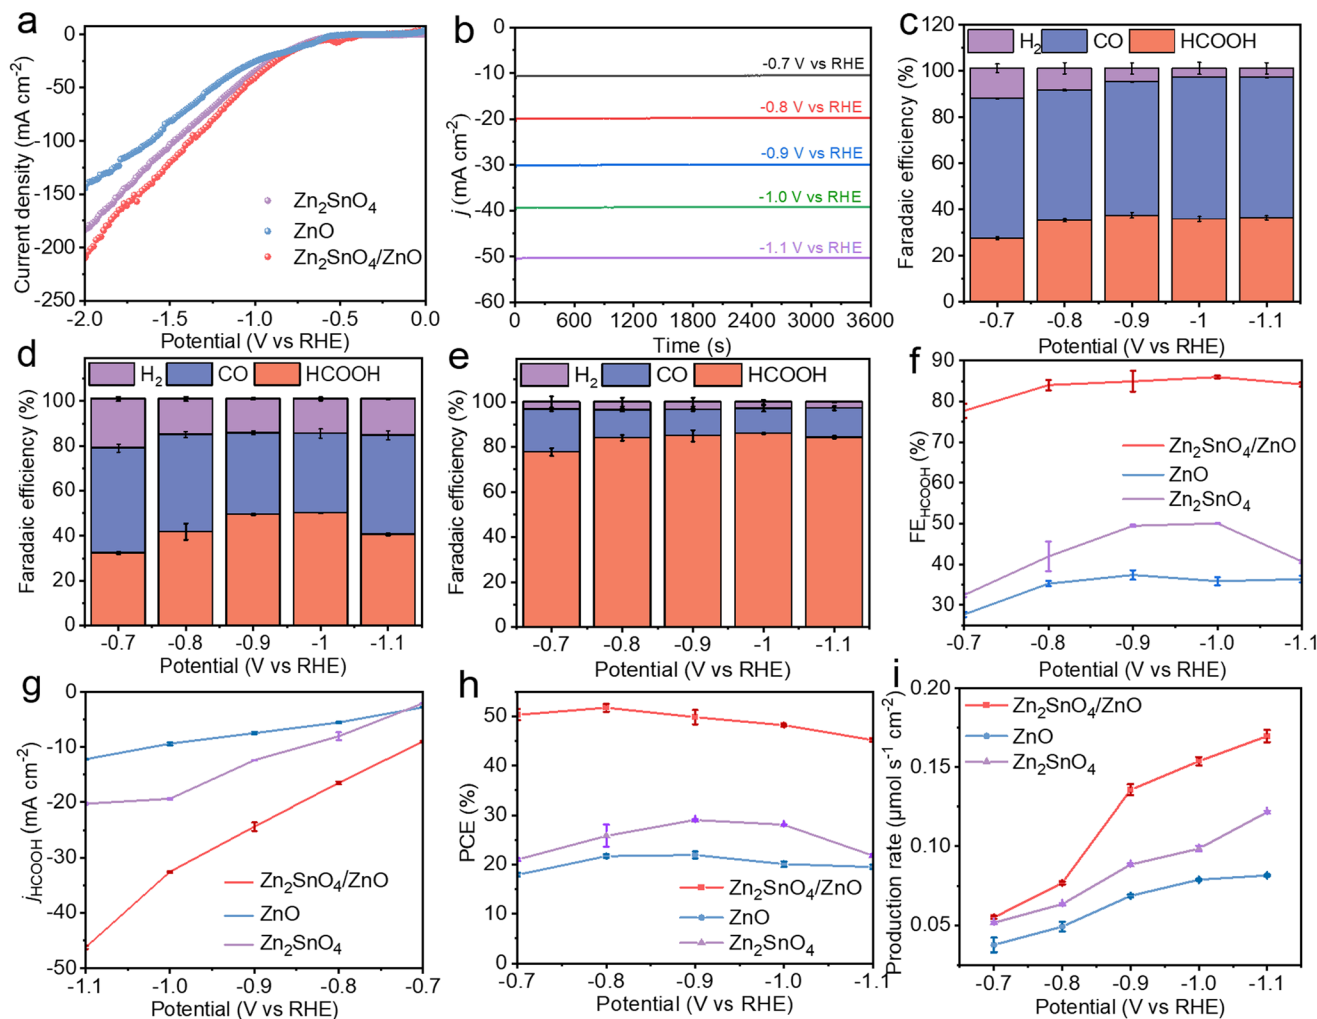 a
Current density (mA cm⁻²)
0
-50
-100
-150
-200
-250
Zn₂SnO₄
ZnO
Zn₂SnO₄/ZnO
-2.0 -1.5 -1.0 -0.5 0.0
Potential (V vs RHE)
b
j (mA cm⁻²)
0
-10
-20
-30
-40
-50
-60
-0.7 V vs RHE
-0.8 V vs RHE
-0.9 V vs RHE
-1.0 V vs RHE
-1.1 V vs RHE
0 600 1200 1800 2400 3000 3600
Time (s)
c
Faradaic efficiency (%)
120
100
80
60
40
20
0
H₂ CO HCOOH
-0.7 -0.8 -0.9 -1 -1.1
Potential (V vs RHE)
d
Faradaic efficiency (%)
100
80
60
40
20
0
H₂ CO HCOOH
-0.7 -0.8 -0.9 -1 -1.1
Potential (V vs RHE)
e
Faradaic efficiency (%)
100
80
60
40
20
0
H₂ CO HCOOH
-0.7 -0.8 -0.9 -1 -1.1
Potential (V vs RHE)
f
FE_HCOOH (%)
90
80
70
60
50
40
30
Zn₂SnO₄/ZnO
ZnO
Zn₂SnO₄
-0.7 -0.8 -0.9 -1.0 -1.1
Potential (V vs RHE)
g
j_HCOOH (mA cm⁻²)
0
-10
-20
-30
-40
-50
Zn₂SnO₄/ZnO
ZnO
Zn₂SnO₄
-1.1 -1.0 -0.9 -0.8 -0.7
Potential (V vs RHE)
h
PCE (%)
50
40
30
20
10
0
Zn₂SnO₄/ZnO
ZnO
Zn₂SnO₄
-0.7 -0.8 -0.9 -1.0 -1.1
Potential (V vs RHE)
i
Production rate (μmol s⁻¹ cm⁻²)
0.20
0.15
0.10
0.05
Zn₂SnO₄/ZnO
ZnO
Zn₂SnO₄
-0.7 -0.8 -0.9 -1.0 -1.1
Potential (V vs RHE)